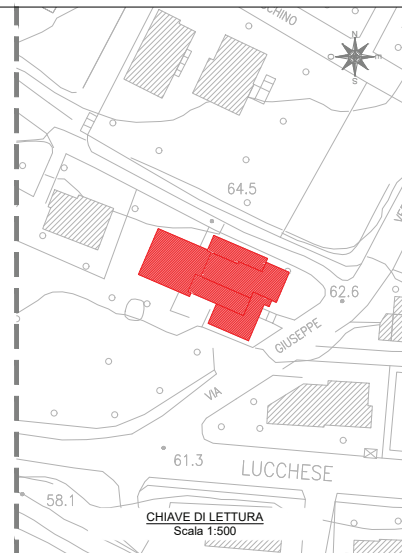 CHINO
N
O
E
S
64.5
62.6
GIUSEPPE
VIA
61.3
LUCCHESE
58.1
CHIAVE DI LETTURA
Scala 1:500